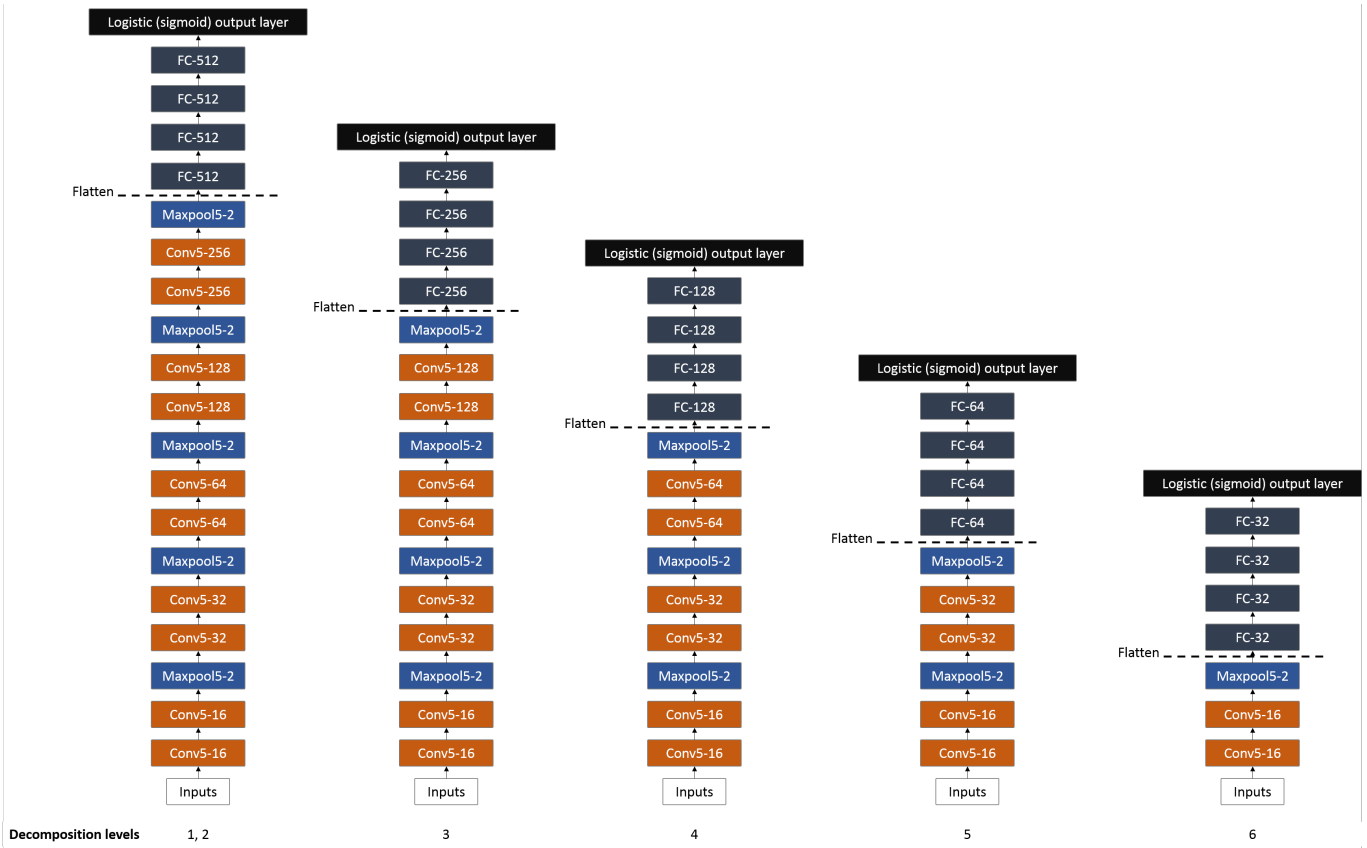 Logistic (sigmoid) output layer
FC-512
FC-512
FC-512
FC-512
Flatten
Maxpool5-2
Conv5-256
Conv5-256
Maxpool5-2
Conv5-128
Conv5-128
Maxpool5-2
Conv5-64
Conv5-64
Maxpool5-2
Conv5-32
Conv5-32
Maxpool5-2
Conv5-16
Conv5-16
Inputs
Logistic (sigmoid) output layer
FC-256
FC-256
FC-256
FC-256
Flatten
Maxpool5-2
Conv5-128
Conv5-128
Maxpool5-2
Conv5-64
Conv5-64
Maxpool5-2
Conv5-32
Conv5-32
Maxpool5-2
Conv5-16
Conv5-16
Inputs
Logistic (sigmoid) output layer
FC-128
FC-128
FC-128
FC-128
Flatten
Maxpool5-2
Conv5-64
Conv5-64
Maxpool5-2
Conv5-32
Conv5-32
Maxpool5-2
Conv5-16
Conv5-16
Inputs
Logistic (sigmoid) output layer
FC-64
FC-64
FC-64
FC-64
Flatten
Maxpool5-2
Conv5-32
Conv5-32
Maxpool5-2
Conv5-16
Conv5-16
Inputs
Logistic (sigmoid) output layer
FC-32
FC-32
FC-32
FC-32
Flatten
Maxpool5-2
Conv5-16
Conv5-16
Inputs
Decomposition levels 1, 2 3 4 5 6